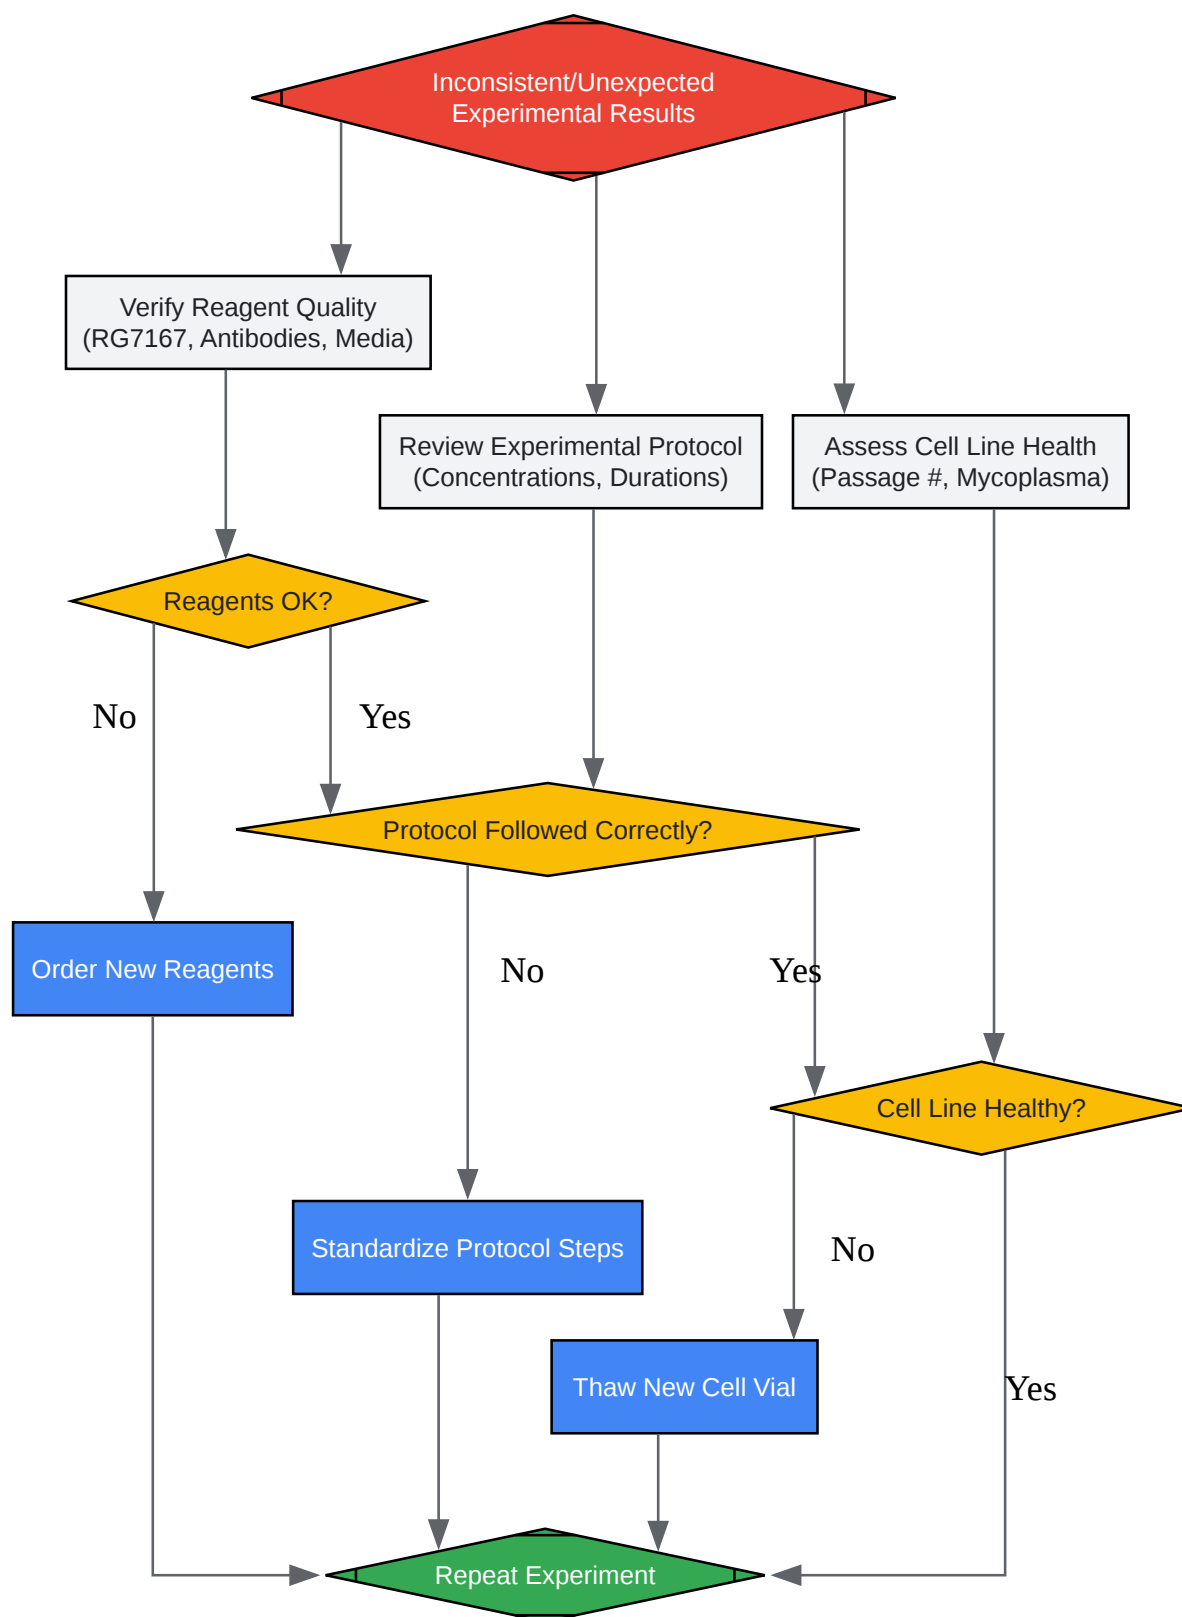 Inconsistent/Unexpected
Experimental Results
Verify Reagent Quality
(RG7167, Antibodies, Media)
Review Experimental Protocol
(Concentrations, Durations)
Assess Cell Line Health
(Passage #, Mycoplasma)
Reagents OK?
No
Yes
Protocol Followed Correctly?
Order New Reagents
No
Yes
Cell Line Healthy?
Standardize Protocol Steps
No
Thaw New Cell Vial
Yes
Repeat Experiment